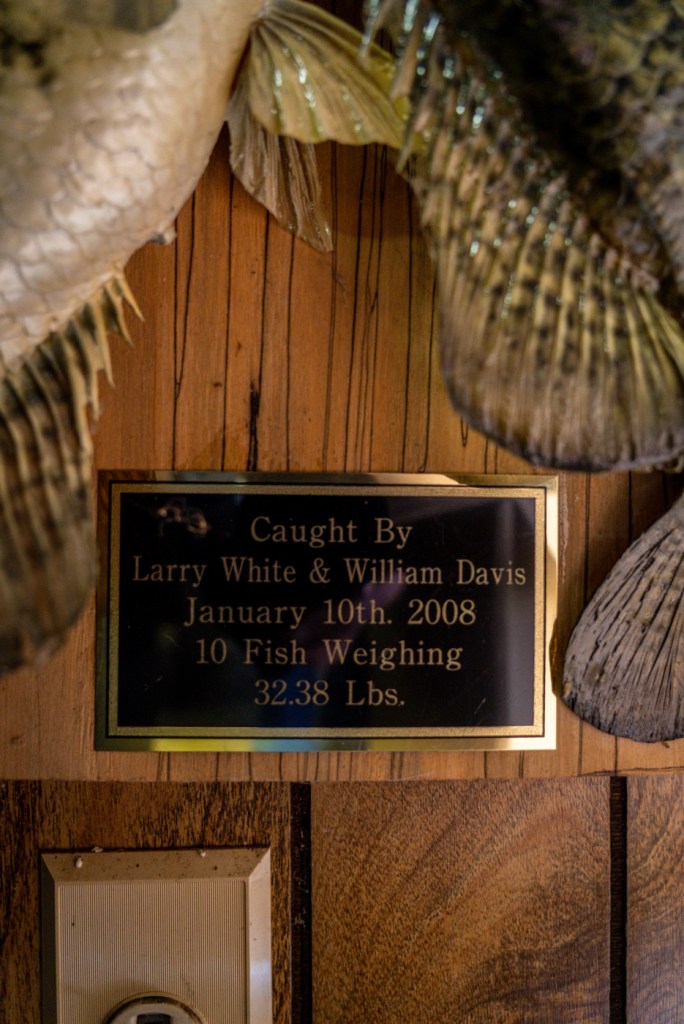 Caught By
Larry White & William Davis
January 10th. 2008
10 Fish Weighing
32.38 Lbs.